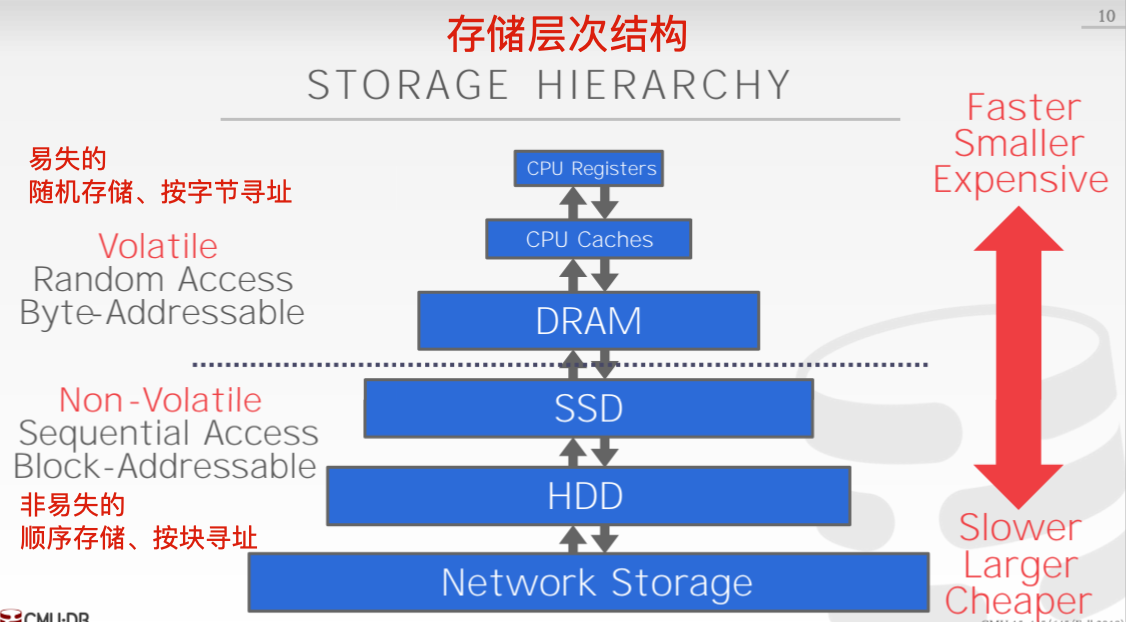 10
存储层次结构
STORAGE HIERARCHY
Faster
Smaller
Expensive
易失的
随机存储、按字节寻址
Volatile
Random Access
Byte-Addressable
CPU Registers
CPU Caches
DRAM
Non-Volatile
Sequential Access
Block-Addressable
非易失的
顺序存储、按块寻址
SSD
HDD
Network Storage
Slower
Larger
Cheaper
CMU·DB